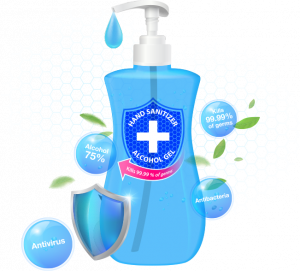 HAND SANITIZER
ALCOHOL GEL
Kills 99.99 % of germs
Kills
99.99%
of germs
Alcohol
75%
Antibacteria
Antivirus